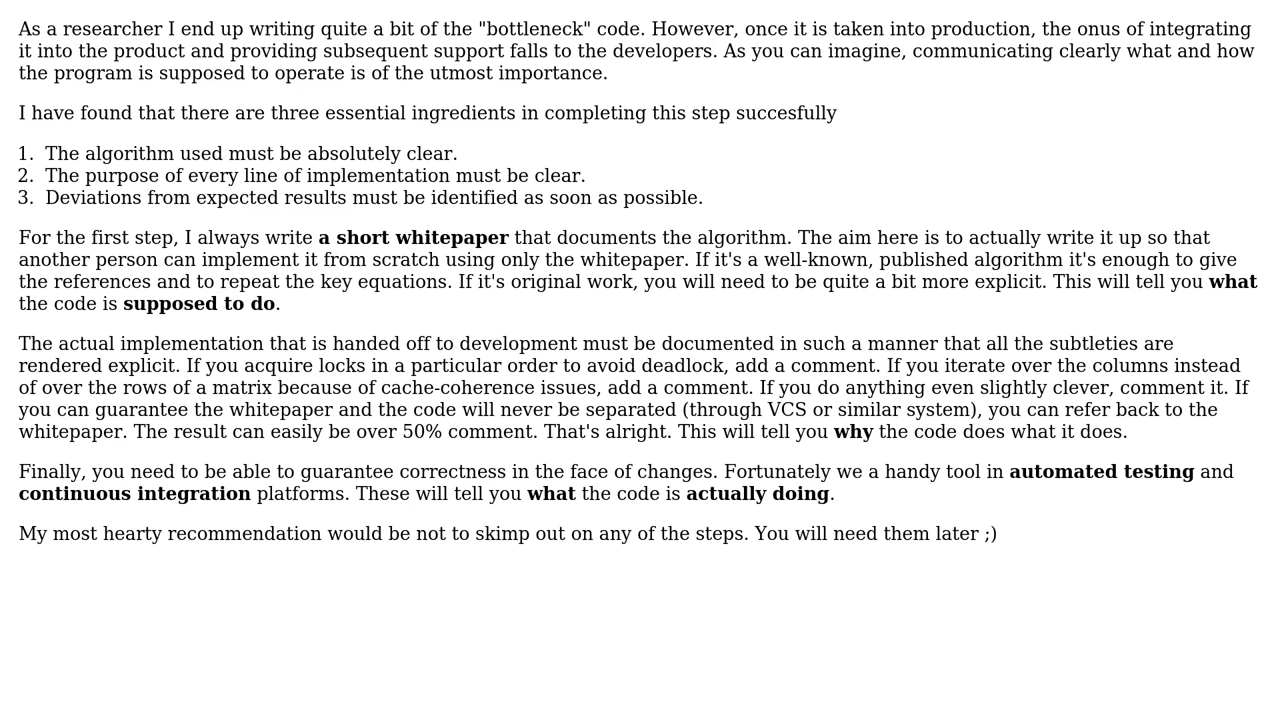 As a researcher I end up writing quite a bit of the "bottleneck" code. However, once it is taken into production, the onus of integrating
it into the product and providing subsequent support falls to the developers. As you can imagine, communicating clearly what and how
the program is supposed to operate is of the utmost importance.
I have found that there are three essential ingredients in completing this step succesfully
1. The algorithm used must be absolutely clear.
2. The purpose of every line of implementation must be clear.
3. Deviations from expected results must be identified as soon as possible.
For the first step, I always write a short whitepaper that documents the algorithm. The aim here is to actually write it up so that
another person can implement it from scratch using only the whitepaper. If it's a well-known, published algorithm it's enough to give
the references and to repeat the key equations. If it's original work, you will need to be quite a bit more explicit. This will tell you what
the code is supposed to do.
The actual implementation that is handed off to development must be documented in such a manner that all the subtleties are
rendered explicit. If you acquire locks in a particular order to avoid deadlock, add a comment. If you iterate over the columns instead
of over the rows of a matrix because of cache-coherence issues, add a comment. If you do anything even slightly clever, comment it. If
you can guarantee the whitepaper and the code will never be separated (through VCS or similar system), you can refer back to the
whitepaper. The result can easily be over 50% comment. That's alright. This will tell you why the code does what it does.
Finally, you need to be able to guarantee correctness in the face of changes. Fortunately we a handy tool in automated testing and
continuous integration platforms. These will tell you what the code is actually doing.
My most hearty recommendation would be not to skimp out on any of the steps. You will need them later ;)